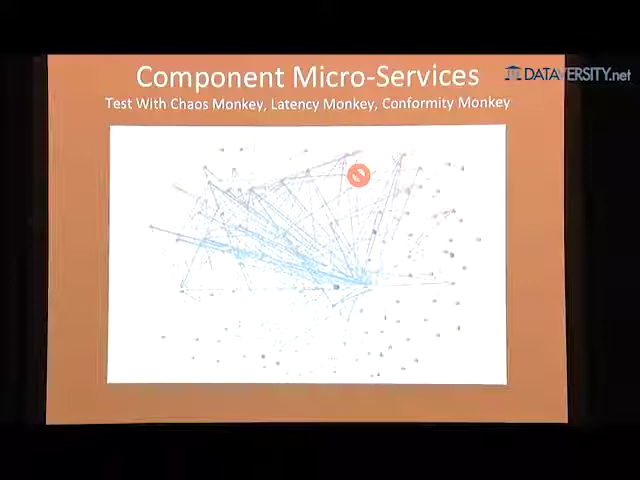 Component Micro-Services
DATAVERSITY.net
Test With Chaos Monkey, Latency Monkey, Conformity Monkey